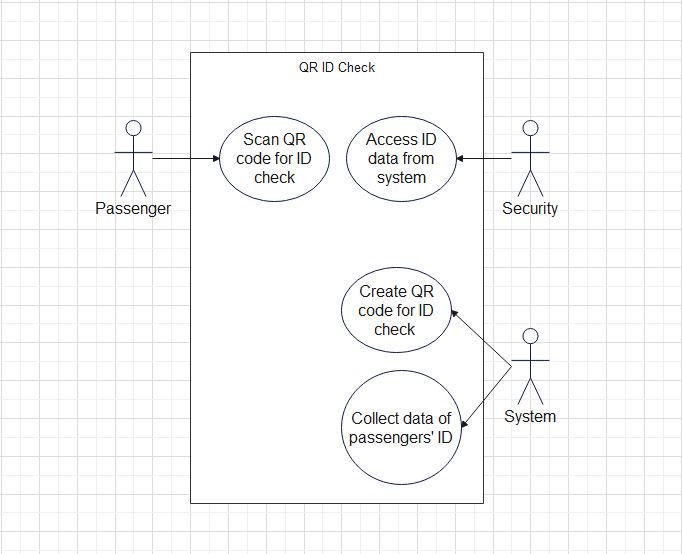 QR ID Check
Scan QR
code for ID
check
Access ID
data from
system
Passenger
Security
Create QR
code for ID
check
System
Collect data of
passengers' ID